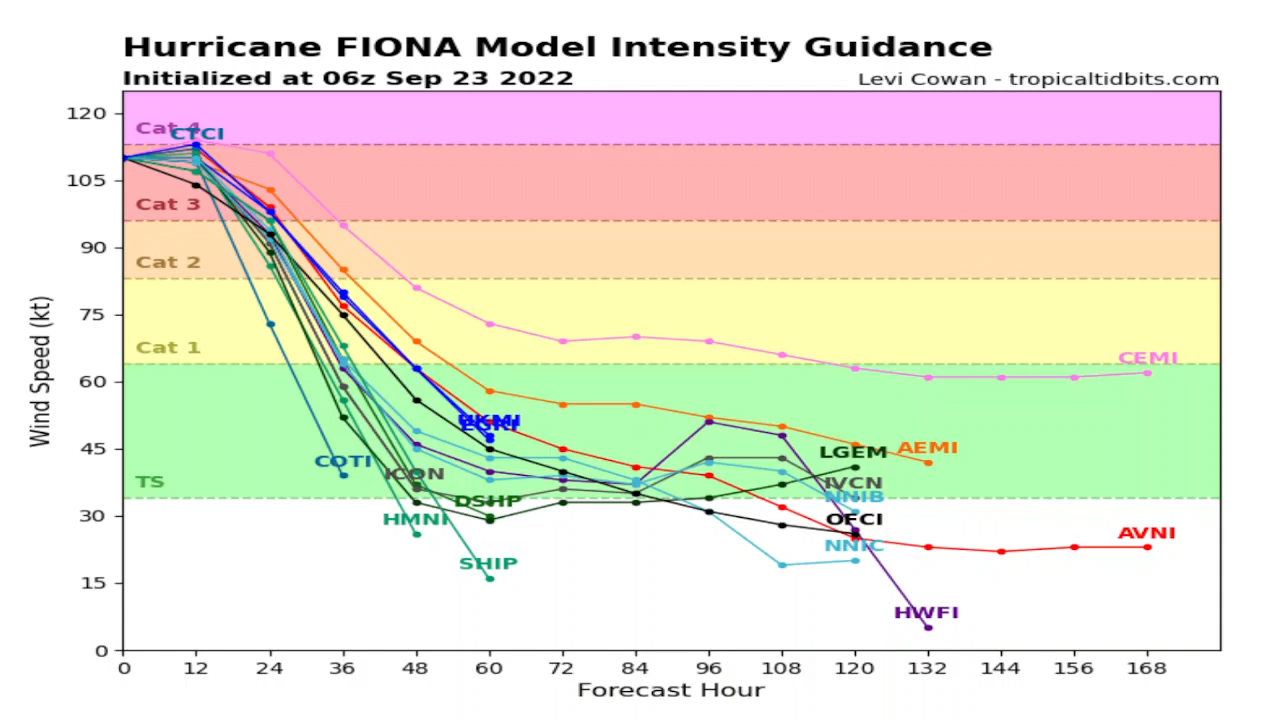 Hurricane FIONA Model Intensity Guidance
Initialized at 06z Sep 23 2022
Levi Cowan - tropicaltidbits.com
Wind Speed (kt)
120
105
90
75
60
45
30
15
0
Cat 4
CTCI
Cat 3
Cat 2
Cat 1
CEMI
UKMI
EGRI
AEMI
LGEM
COTI
ICON
TS
IVCN
DSHP
NNIB
HMNI
OFCI
AVNI
NNIC
SHIP
HWFI
0 12 24 36 48 60 72 84 96 108 120 132 144 156 168
Forecast Hour